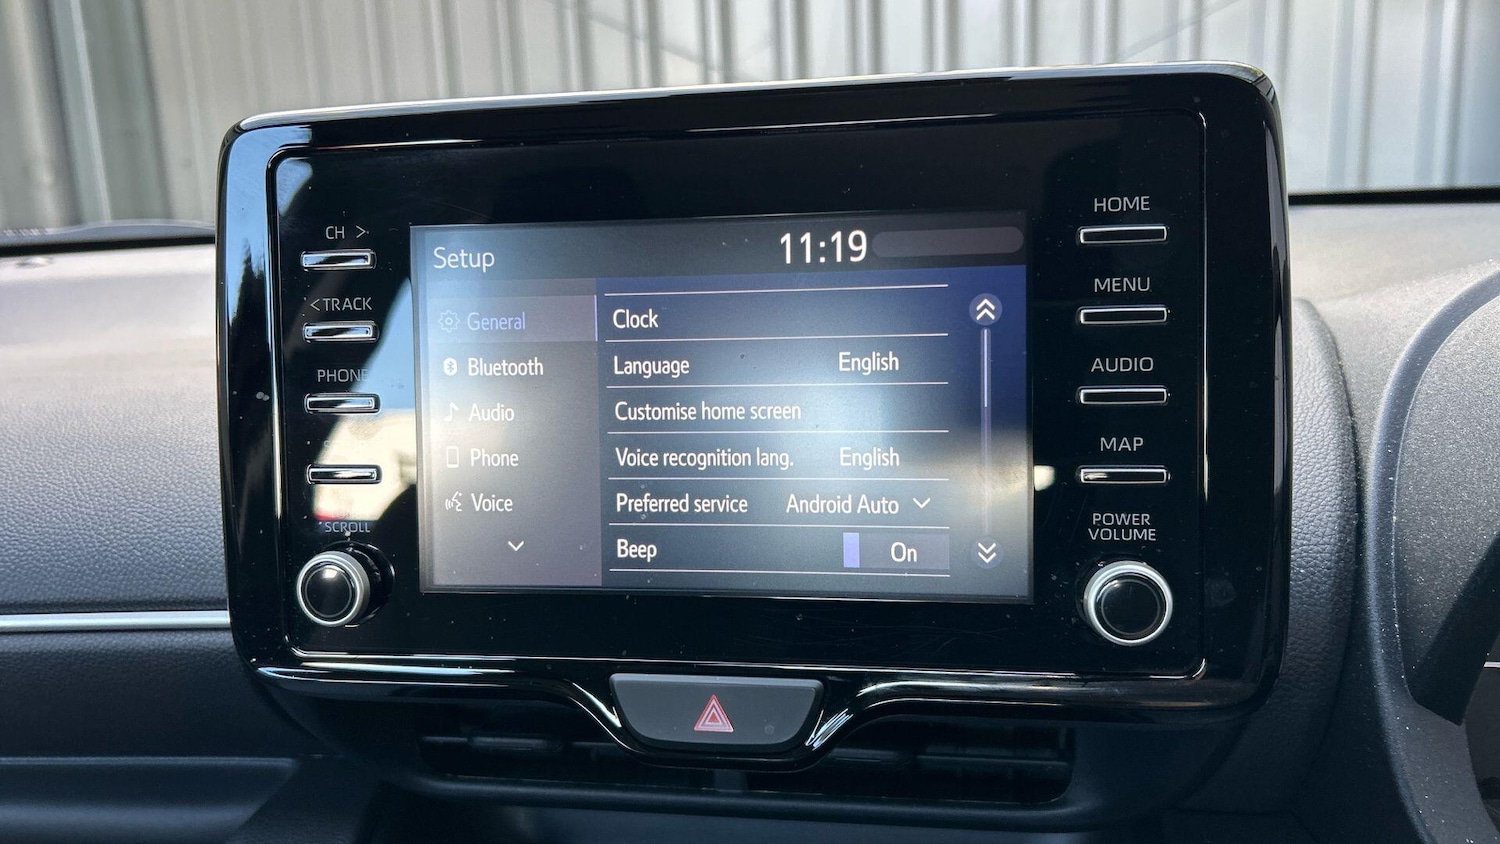 CH >
< TRACK
PHONE
SCROLL
Setup
11:19
General
Bluetooth
Audio
Phone
Voice
Clock
Language English
Customise home screen
Voice recognition lang. English
Preferred service Android Auto
Beep On
HOME
MENU
AUDIO
MAP
POWER
VOLUME